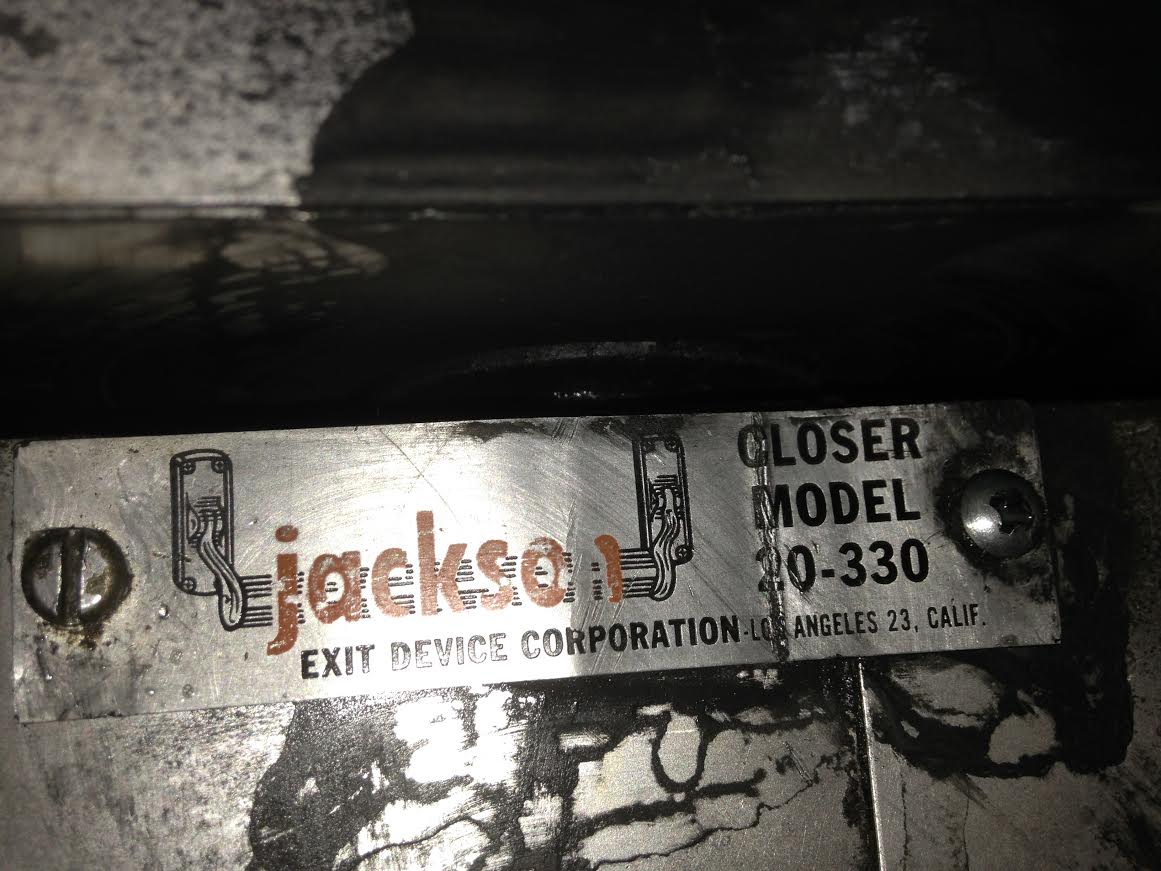 jackson
CLOSER
MODEL
20-330
EXIT DEVICE CORPORATION-LOS ANGELES 23, CALIF.